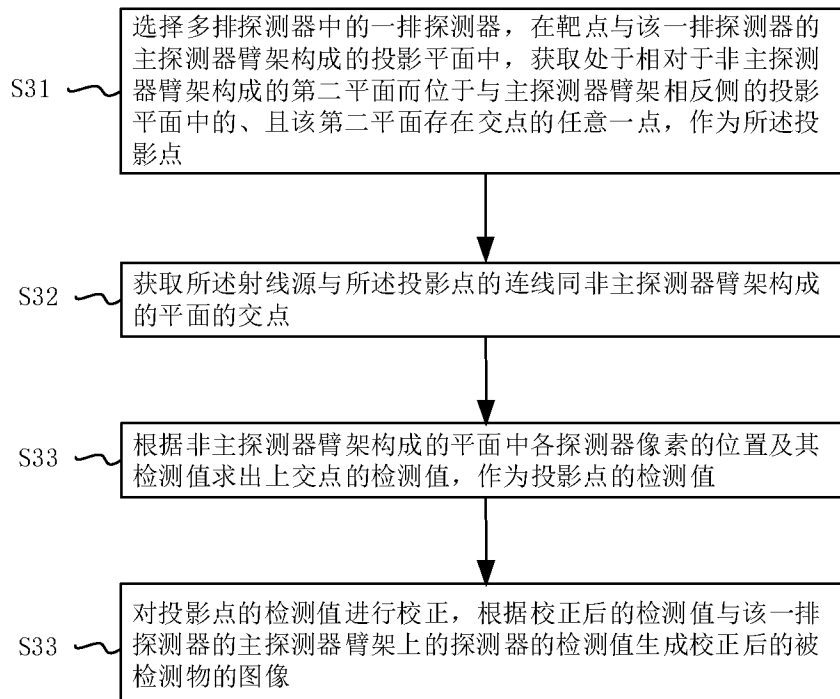 选择多排探测器中的一排探测器，在靶点与该一排探测器的
主探测器臂架构成的投影平面中，获取处于相对于非主探测
器臂架构成的第二平面而位于与主探测器臂架相反侧的投影
平面中的、且该第二平面存在交点的任意一点，作为所述投
影点
S31
获取所述射线源与所述投影点的连线同非主探测器臂架构成
的平面的交点
S32
根据非主探测器臂架构成的平面中各探测器像素的位置及其
检测值求出上交点的检测值，作为投影点的检测值
S33
对投影点的检测值进行校正，根据校正后的检测值与该一排
探测器的主探测器臂架上的探测器的检测值生成校正后的被
检测物的图像
S33